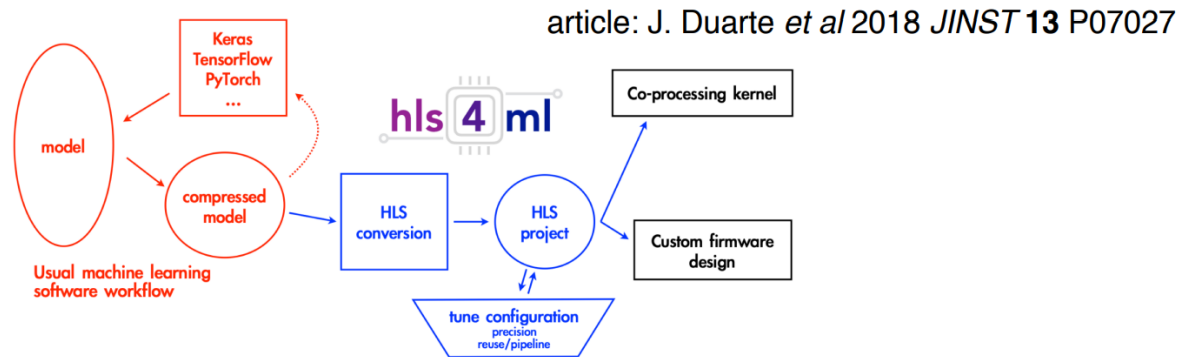 article: J. Duarte et al 2018 JINST 13 P07027
Keras
TensorFlow
PyTorch
...
hls 4 ml
Co-processing kernel
model
compressed
model
HLS
conversion
HLS
project
Custom firmware
design
Usual machine learning
software workflow
tune configuration
precision
reuse/pipeline